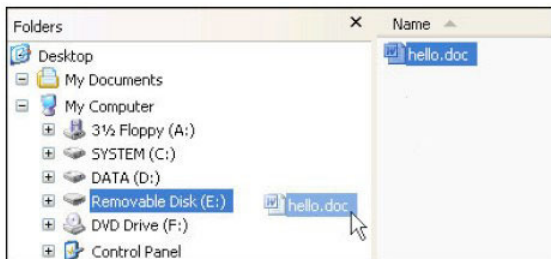 Folders
Name
Desktop
hello.doc
My Documents
My Computer
3½ Floppy (A:)
SYSTEM (C:)
DATA (D:)
Removable Disk (E:)
hello.doc
DVD Drive (F:)
Control Panel